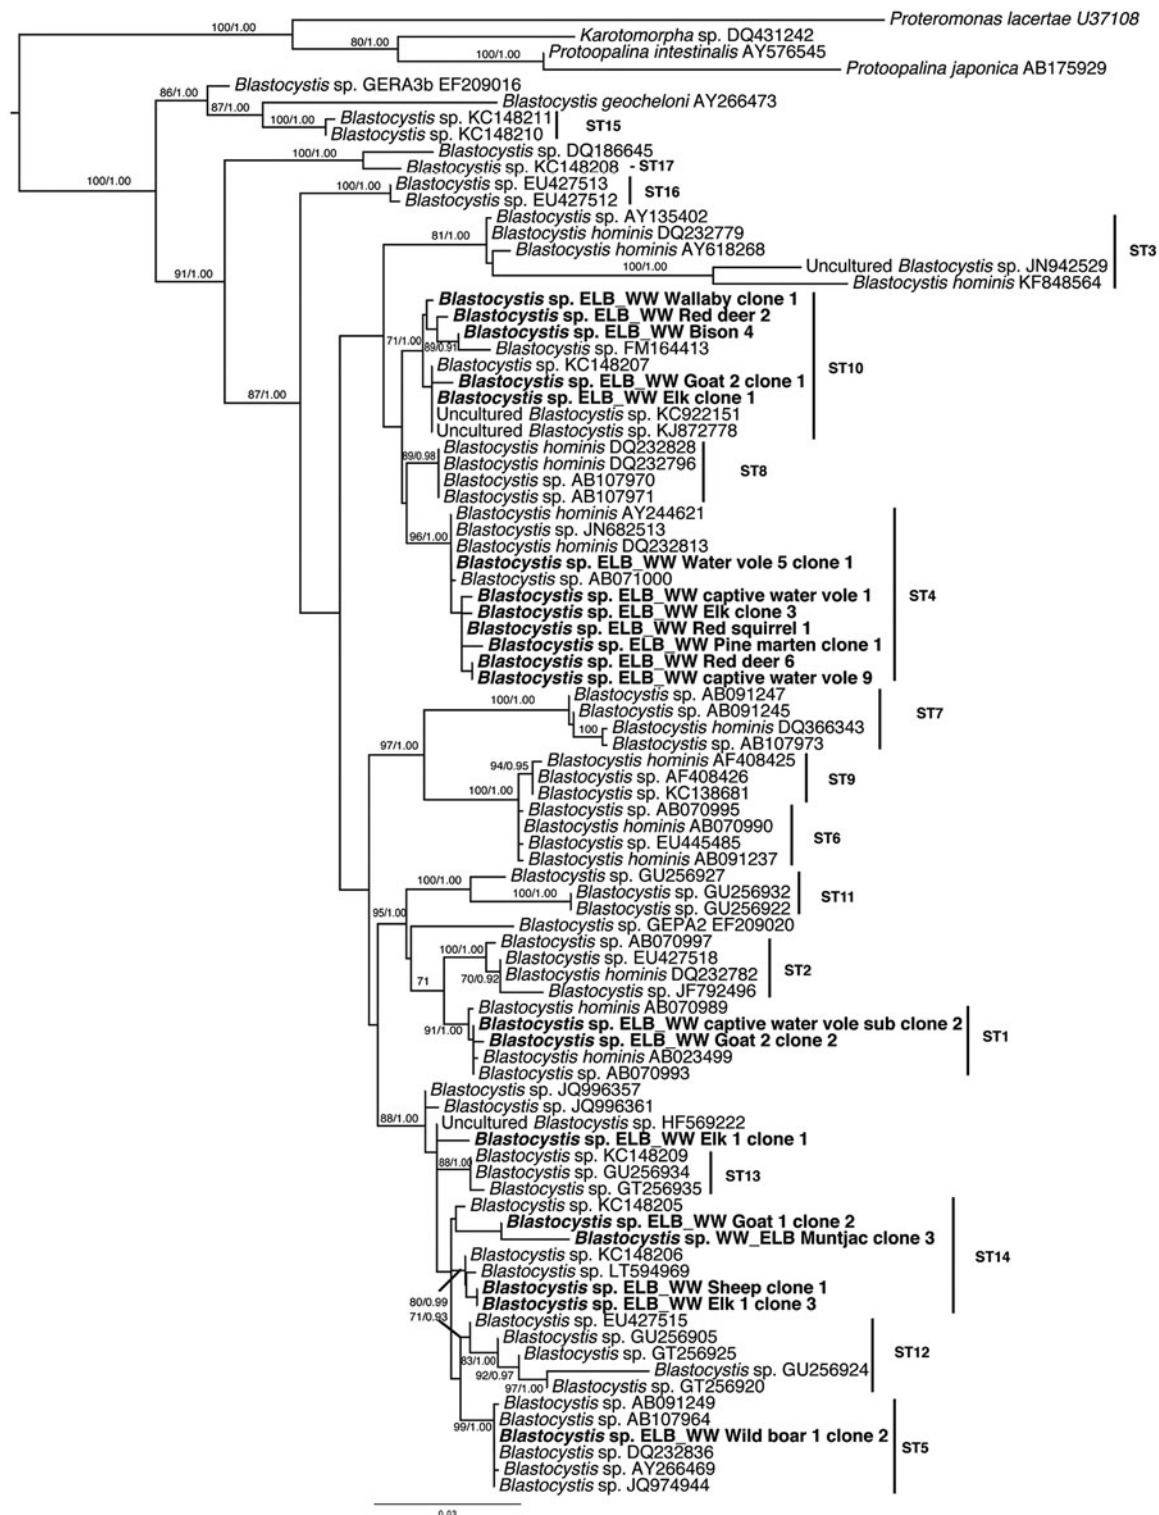 100/1.00
Proteromonas lacertae U37108
80/1.00
Karotomorpha sp. DQ431242
100/1.00
Protoopalina intestinalis AY576545
Protoopalina japonica AB175929
86/1.00
Blastocystis sp. GERA3b EF209016
87/1.00
Blastocystis geocheloni AY266473
100/1.00
Blastocystis sp. KC148211
ST15
Blastocystis sp. KC148210
100/1.00
Blastocystis sp. DQ186645
Blastocystis sp. KC148208 - ST17
100/1.00
100/1.00
Blastocystis sp. EU427513
ST16
Blastocystis sp. EU427512
Blastocystis sp. AY135402
81/1.00
Blastocystis hominis DQ232779
Blastocystis hominis AY618268
ST3
91/1.00
100/1.00
Uncultured Blastocystis sp. JN942529
Blastocystis hominis KF848564
Blastocystis sp. ELB_WW Wallaby clone 1
Blastocystis sp. ELB_WW Red deer 2
Blastocystis sp. ELB_WW Bison 4
71/1.00
89/0.91
Blastocystis sp. FM164413
Blastocystis sp. KC148207
ST10
Blastocystis sp. ELB_WW Goat 2 clone 1
87/1.00
Blastocystis sp. ELB_WW Elk clone 1
Uncultured Blastocystis sp. KC922151
Uncultured Blastocystis sp. KJ872778
Blastocystis hominis DQ232828
89/0.98
Blastocystis hominis DQ232796
ST8
Blastocystis sp. AB107970
Blastocystis sp. AB107971
Blastocystis hominis AY244621
Blastocystis sp. JN682513
96/1.00
Blastocystis hominis DQ232813
Blastocystis sp. ELB_WW Water vole 5 clone 1
Blastocystis sp. AB071000
Blastocystis sp. ELB_WW captive water vole 1
ST4
Blastocystis sp. ELB_WW Elk clone 3
Blastocystis sp. ELB_WW Red squirrel 1
Blastocystis sp. ELB_WW Pine marten clone 1
Blastocystis sp. ELB_WW Red deer 6
Blastocystis sp. ELB_WW captive water vole 9
100/1.00
Blastocystis sp. AB091247
Blastocystis sp. AB091245
ST7
100
Blastocystis hominis DQ366343
Blastocystis sp. AB107973
97/1.00
94/0.95
Blastocystis hominis AF408425
Blastocystis sp. AF408426
ST9
100/1.00
Blastocystis sp. KC138681
Blastocystis sp. AB070995
Blastocystis hominis AB070990
ST6
Blastocystis sp. EU445485
Blastocystis hominis AB091237
100/1.00
Blastocystis sp. GU256927
100/1.00
Blastocystis sp. GU256932
ST11
Blastocystis sp. GU256922
95/1.00
Blastocystis sp. GEPA2 EF209020
100/1.00
Blastocystis sp. AB070997
Blastocystis sp. EU427518
ST2
71
70/0.92
Blastocystis hominis DQ232782
Blastocystis sp. JF792496
Blastocystis hominis AB070989
91/1.00
Blastocystis sp. ELB_WW captive water vole sub clone 2
Blastocystis sp. ELB_WW Goat 2 clone 2
ST1
Blastocystis hominis AB023499
Blastocystis sp. AB070993
Blastocystis sp. JQ996357
88/1.00
Blastocystis sp. JQ996361
Uncultured Blastocystis sp. HF569222
Blastocystis sp. ELB_WW Elk 1 clone 1
88/1.00
Blastocystis sp. KC148209
Blastocystis sp. GU256934
ST13
Blastocystis sp. GT256935
Blastocystis sp. KC148205
Blastocystis sp. ELB_WW Goat 1 clone 2
Blastocystis sp. WW_ELB Muntjac clone 3
Blastocystis sp. KC148206
ST14
Blastocystis sp. LT594969
Blastocystis sp. ELB_WW Sheep clone 1
80/0.99
Blastocystis sp. ELB_WW Elk 1 clone 3
71/0.93
Blastocystis sp. EU427515
Blastocystis sp. GU256905
83/1.00
Blastocystis sp. GT256925
ST12
92/0.97
Blastocystis sp. GU256924
97/1.00
Blastocystis sp. GT256920
Blastocystis sp. AB091249
99/1.00
Blastocystis sp. AB107964
Blastocystis sp. ELB_WW Wild boar 1 clone 2
ST5
Blastocystis sp. DQ232836
Blastocystis sp. AY266469
Blastocystis sp. JQ974944
0.03